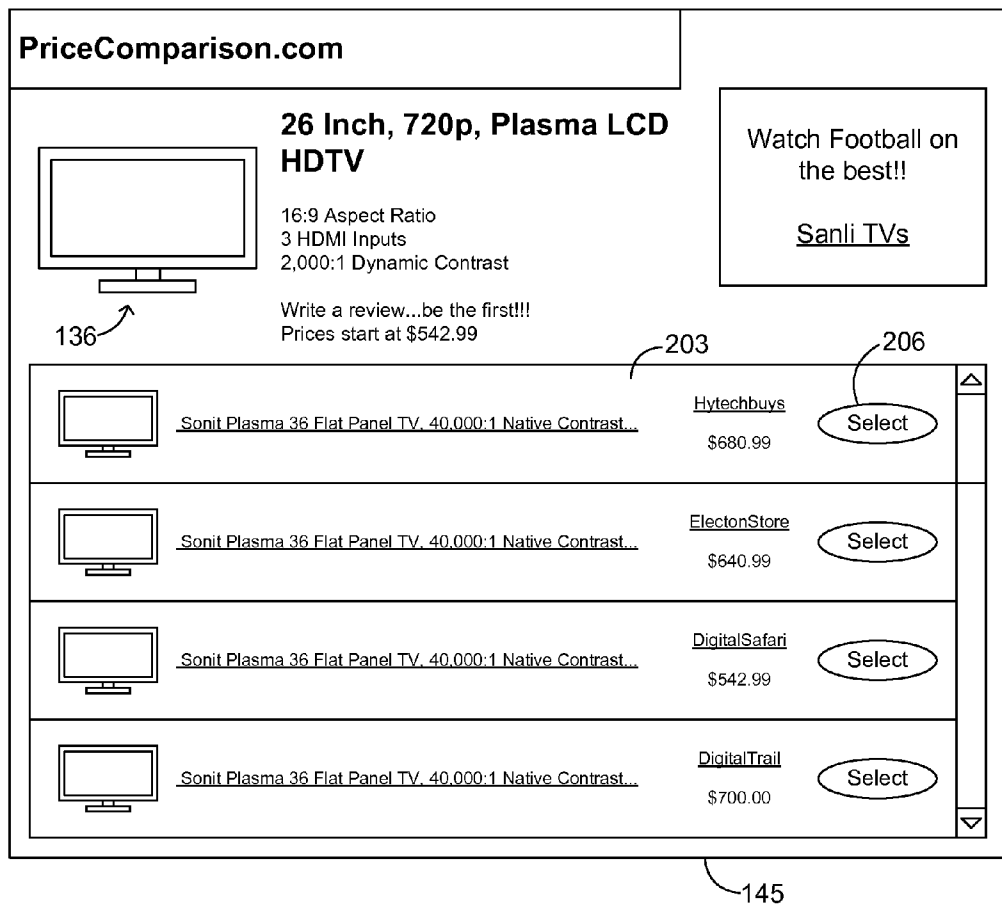 PriceComparison.com
26 Inch, 720p, Plasma LCD
HDTV
16:9 Aspect Ratio
3 HDMI Inputs
2,000:1 Dynamic Contrast
Write a review...be the first!!!
Prices start at $542.99
Watch Football on
the best!!
Sanli TVs
136
203
206
Sonit Plasma 36 Flat Panel TV, 40,000:1 Native Contrast...
Hytechbuys
$680.99
Select
Sonit Plasma 36 Flat Panel TV, 40,000:1 Native Contrast...
ElectonStore
$640.99
Select
Sonit Plasma 36 Flat Panel TV, 40,000:1 Native Contrast...
DigitalSafari
$542.99
Select
Sonit Plasma 36 Flat Panel TV, 40,000:1 Native Contrast...
DigitalTrail
$700.00
Select
145